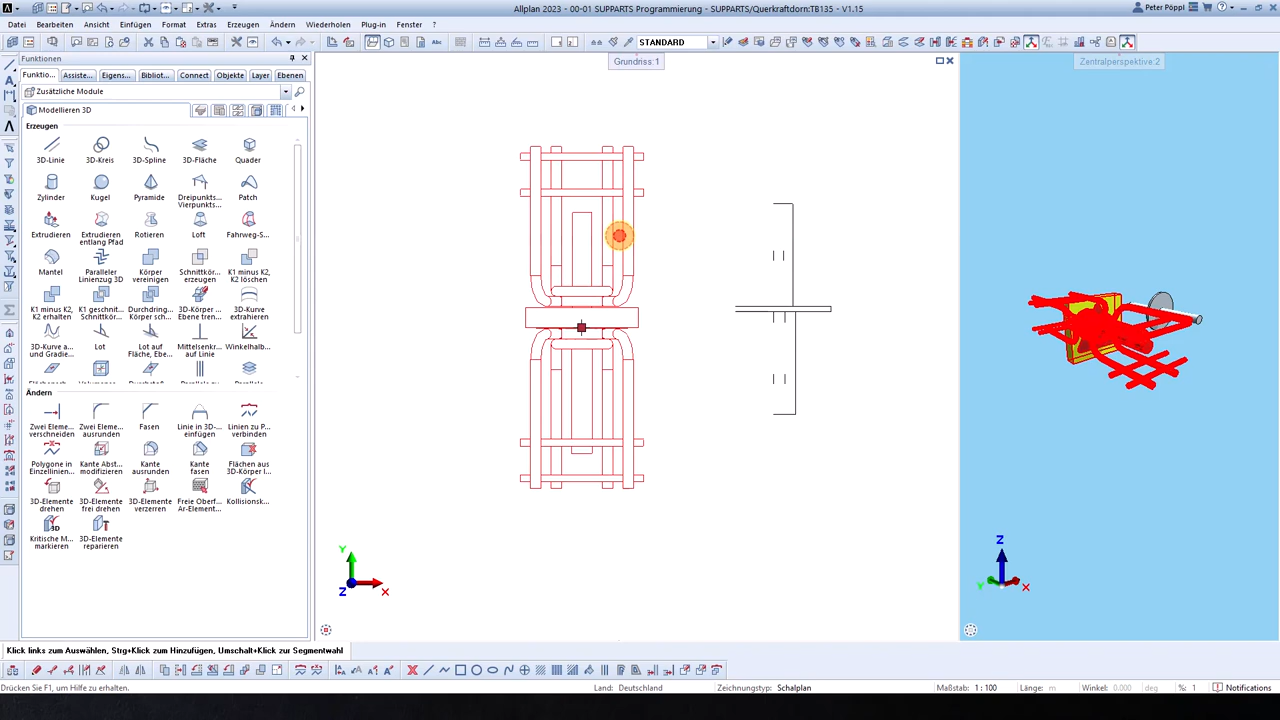 Allplan 2023 - 00-01 SUPPARTS Programmierung - SUPPARTS/Querkraftdorn:TB135 - V1.15
Peter Pöppl
Datei Bearbeiten Ansicht Einfügen Format Extras Erzeugen Ändern Wiederholen Plug-in Fenster ?
STANDARD
Funktionen
Funktio... Assiste... Eigens... Bibliot... Connect Objekte Layer Ebenen
Zusätzliche Module
Modellieren 3D
Erzeugen
3D-Linie 3D-Kreis 3D-Spline 3D-Fläche Quader
Zylinder Kugel Pyramide Dreipunkts... Vierpunkts... Patch
Extrudieren Extrudieren entlang Pfad Rotieren Loft Fahrweg-S...
Mantel Paralleler Linienzug 3D Körper vereinigen Schnittkör... erzeugen K1 minus K2, K2 löschen
K1 minus K2, K2 erhalten K1 geschnit... Durchdring... Körper erm... 3D-Körper mit Ebene tren... 3D-Kurve extrahieren
3D-Kurve a... und Gradie... Lot Lot auf Fläche, Ebe... Mittelsenkr... auf Linie Winkelhalb...
Parallele
Ändern
Zwei Eleme... verschneiden Zwei Eleme... ausrunden Fasen Linie in 3D-... einfügen Linien zu P... verbinden
Polygone in Einzellinien... Kante Abst... modifizieren Kante ausrunden Kante fasen Flächen aus 3D-Körper l...
3D-Elemente drehen 3D-Elemente frei drehen 3D-Elemente verzerren Freie Oberf... Ar-Element... Kollisionsk...
Kritische M... markieren 3D-Elemente reparieren
Grundriss:1
Zentralperspektive:2
Y
Z
X
Z
Y
X
Klick links zum Auswählen, Strg+Klick zum Hinzufügen, Umschalt+Klick zur Segmentwahl
Drücken Sie F1, um Hilfe zu erhalten.
Land: Deutschland
Zeichnungstyp: Schalplan
Maßstab: 1 : 100
Länge: m
Winkel: 0.000 deg
%: 1
Notifications